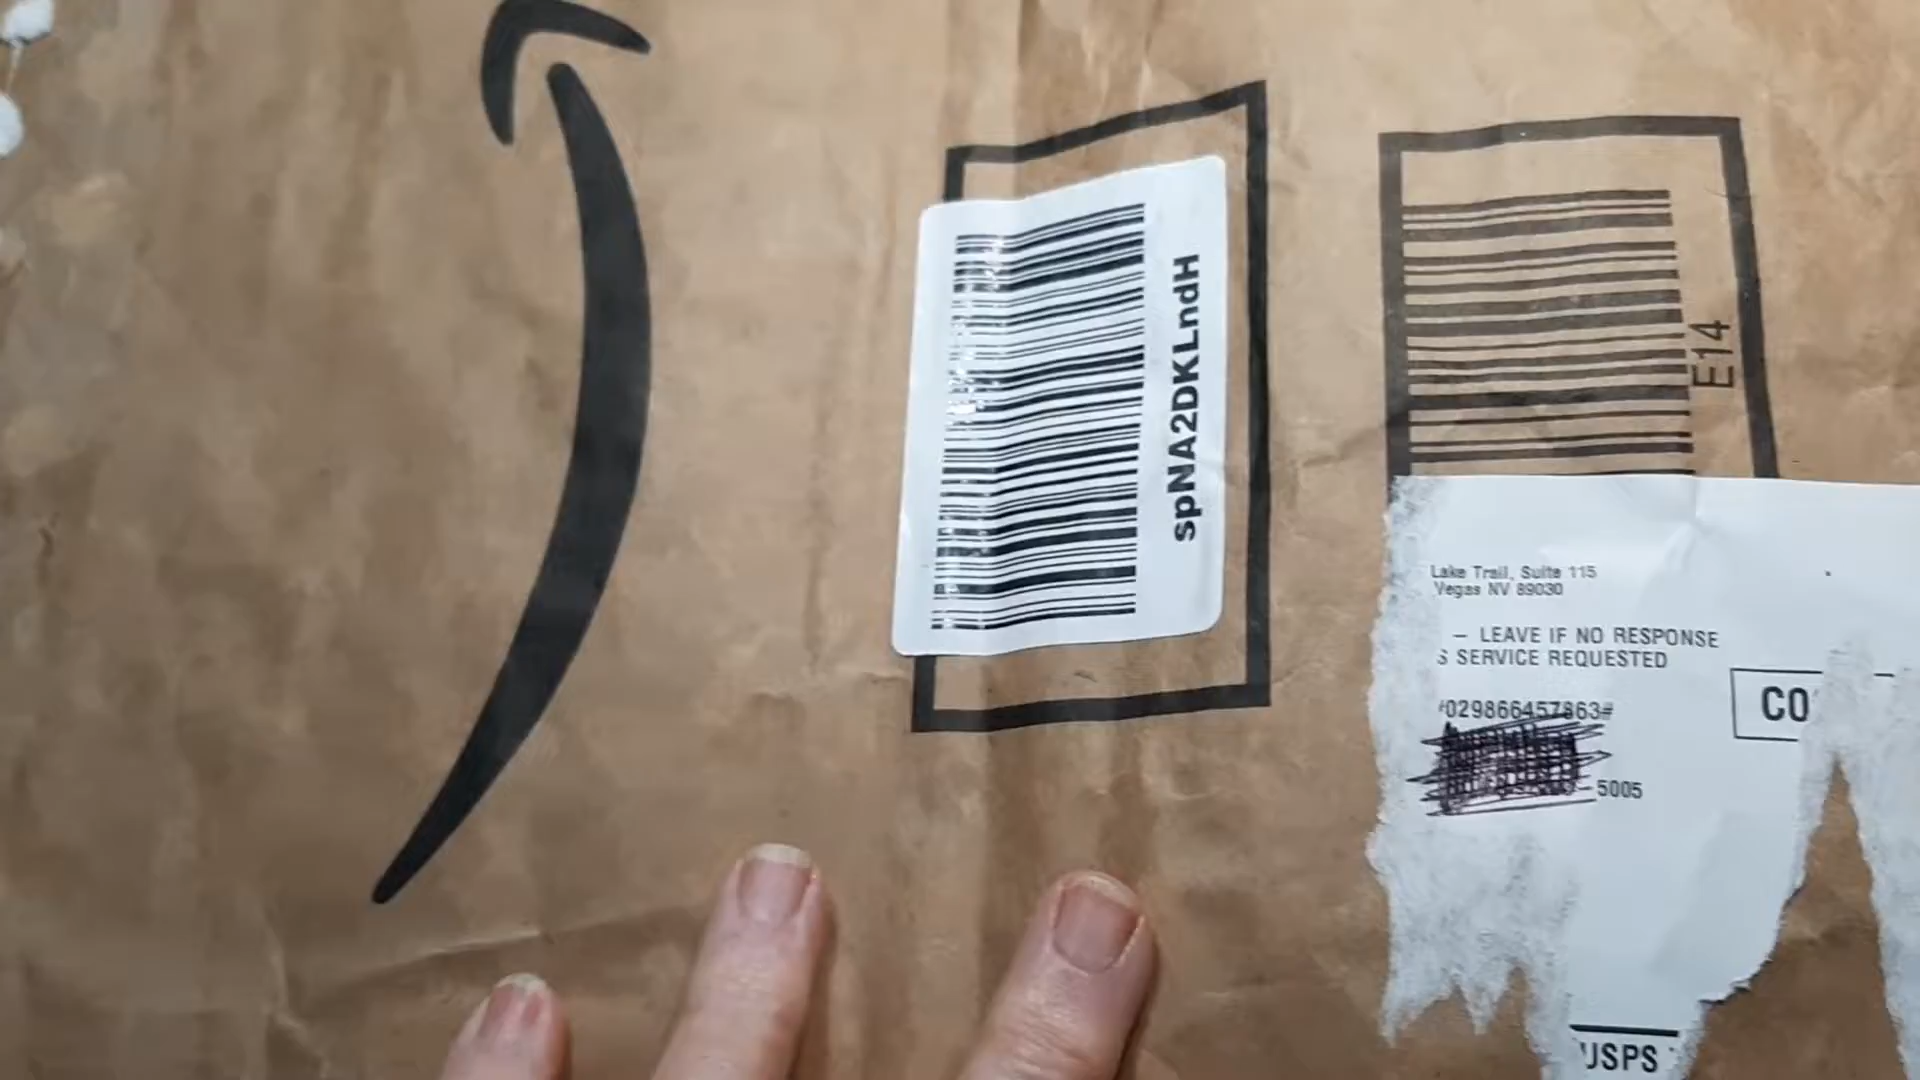 spNA2DKLndH
E14
Lake Trail, Suite 115
Vegas NV 89030
– LEAVE IF NO RESPONSE
S SERVICE REQUESTED
029866457863#
5005
CO
USPS